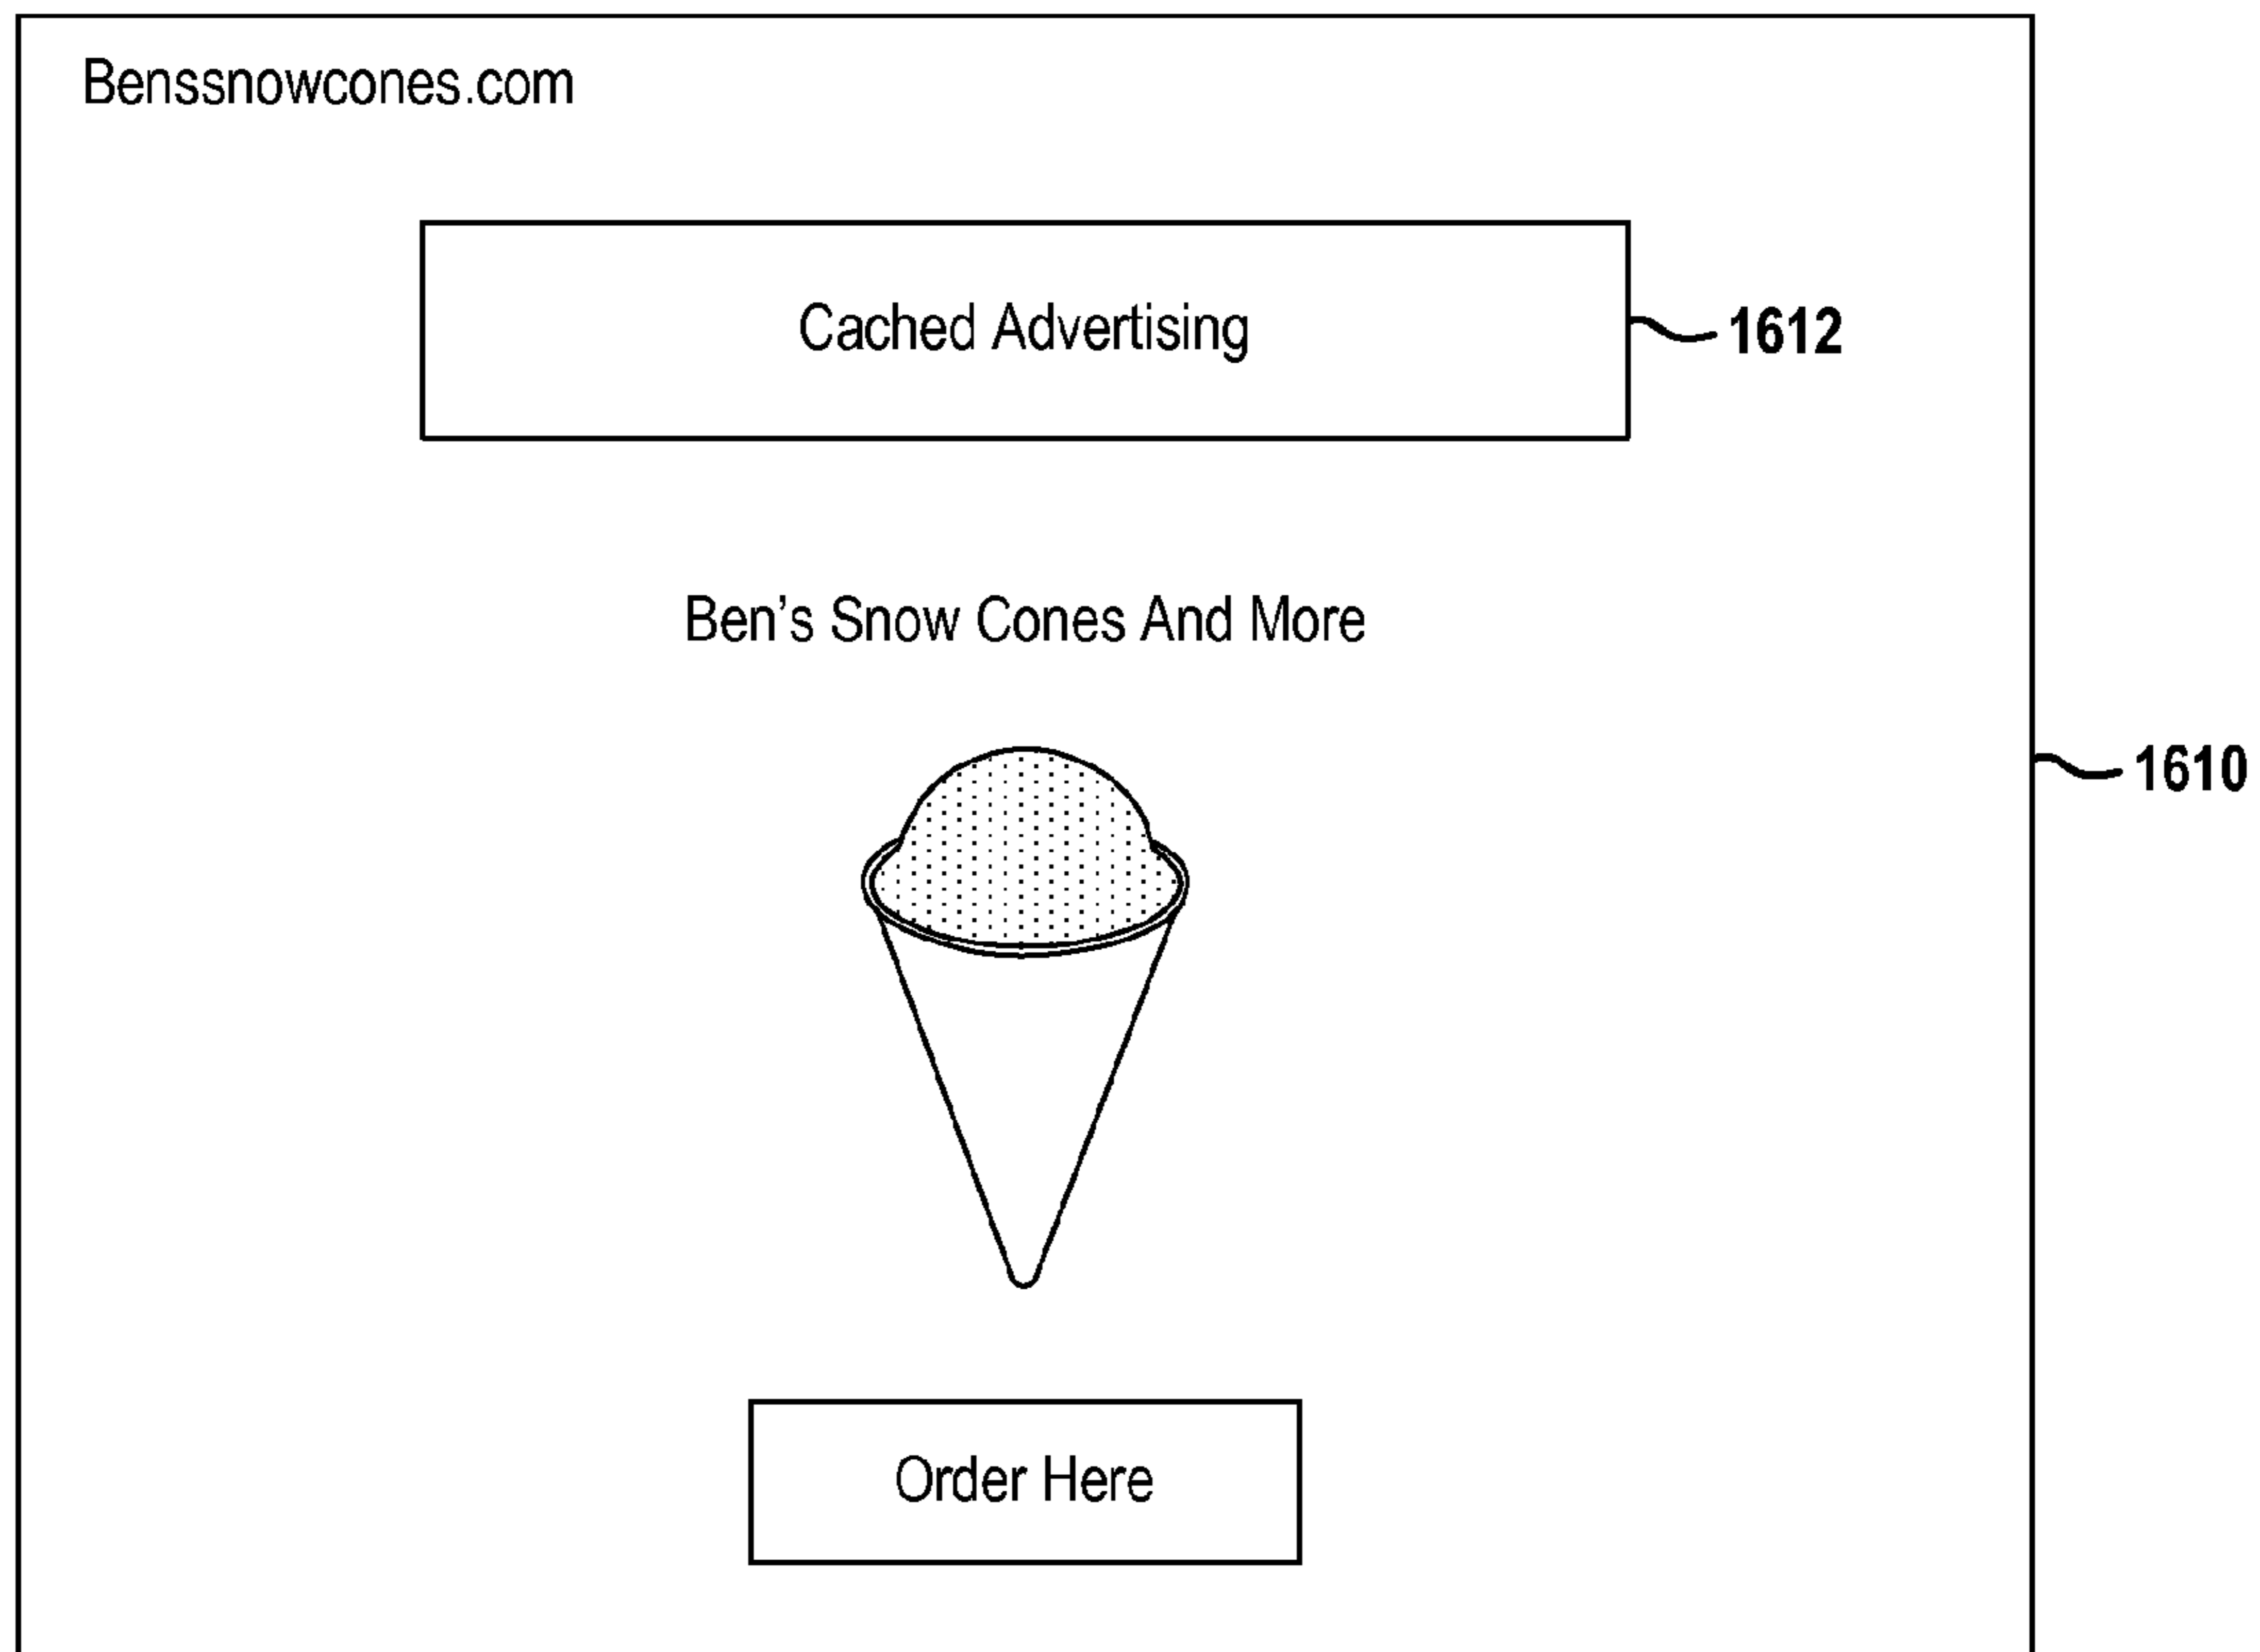 Benssnowcones.com
Cached Advertising
1612
Ben's Snow Cones And More
1610
Order Here